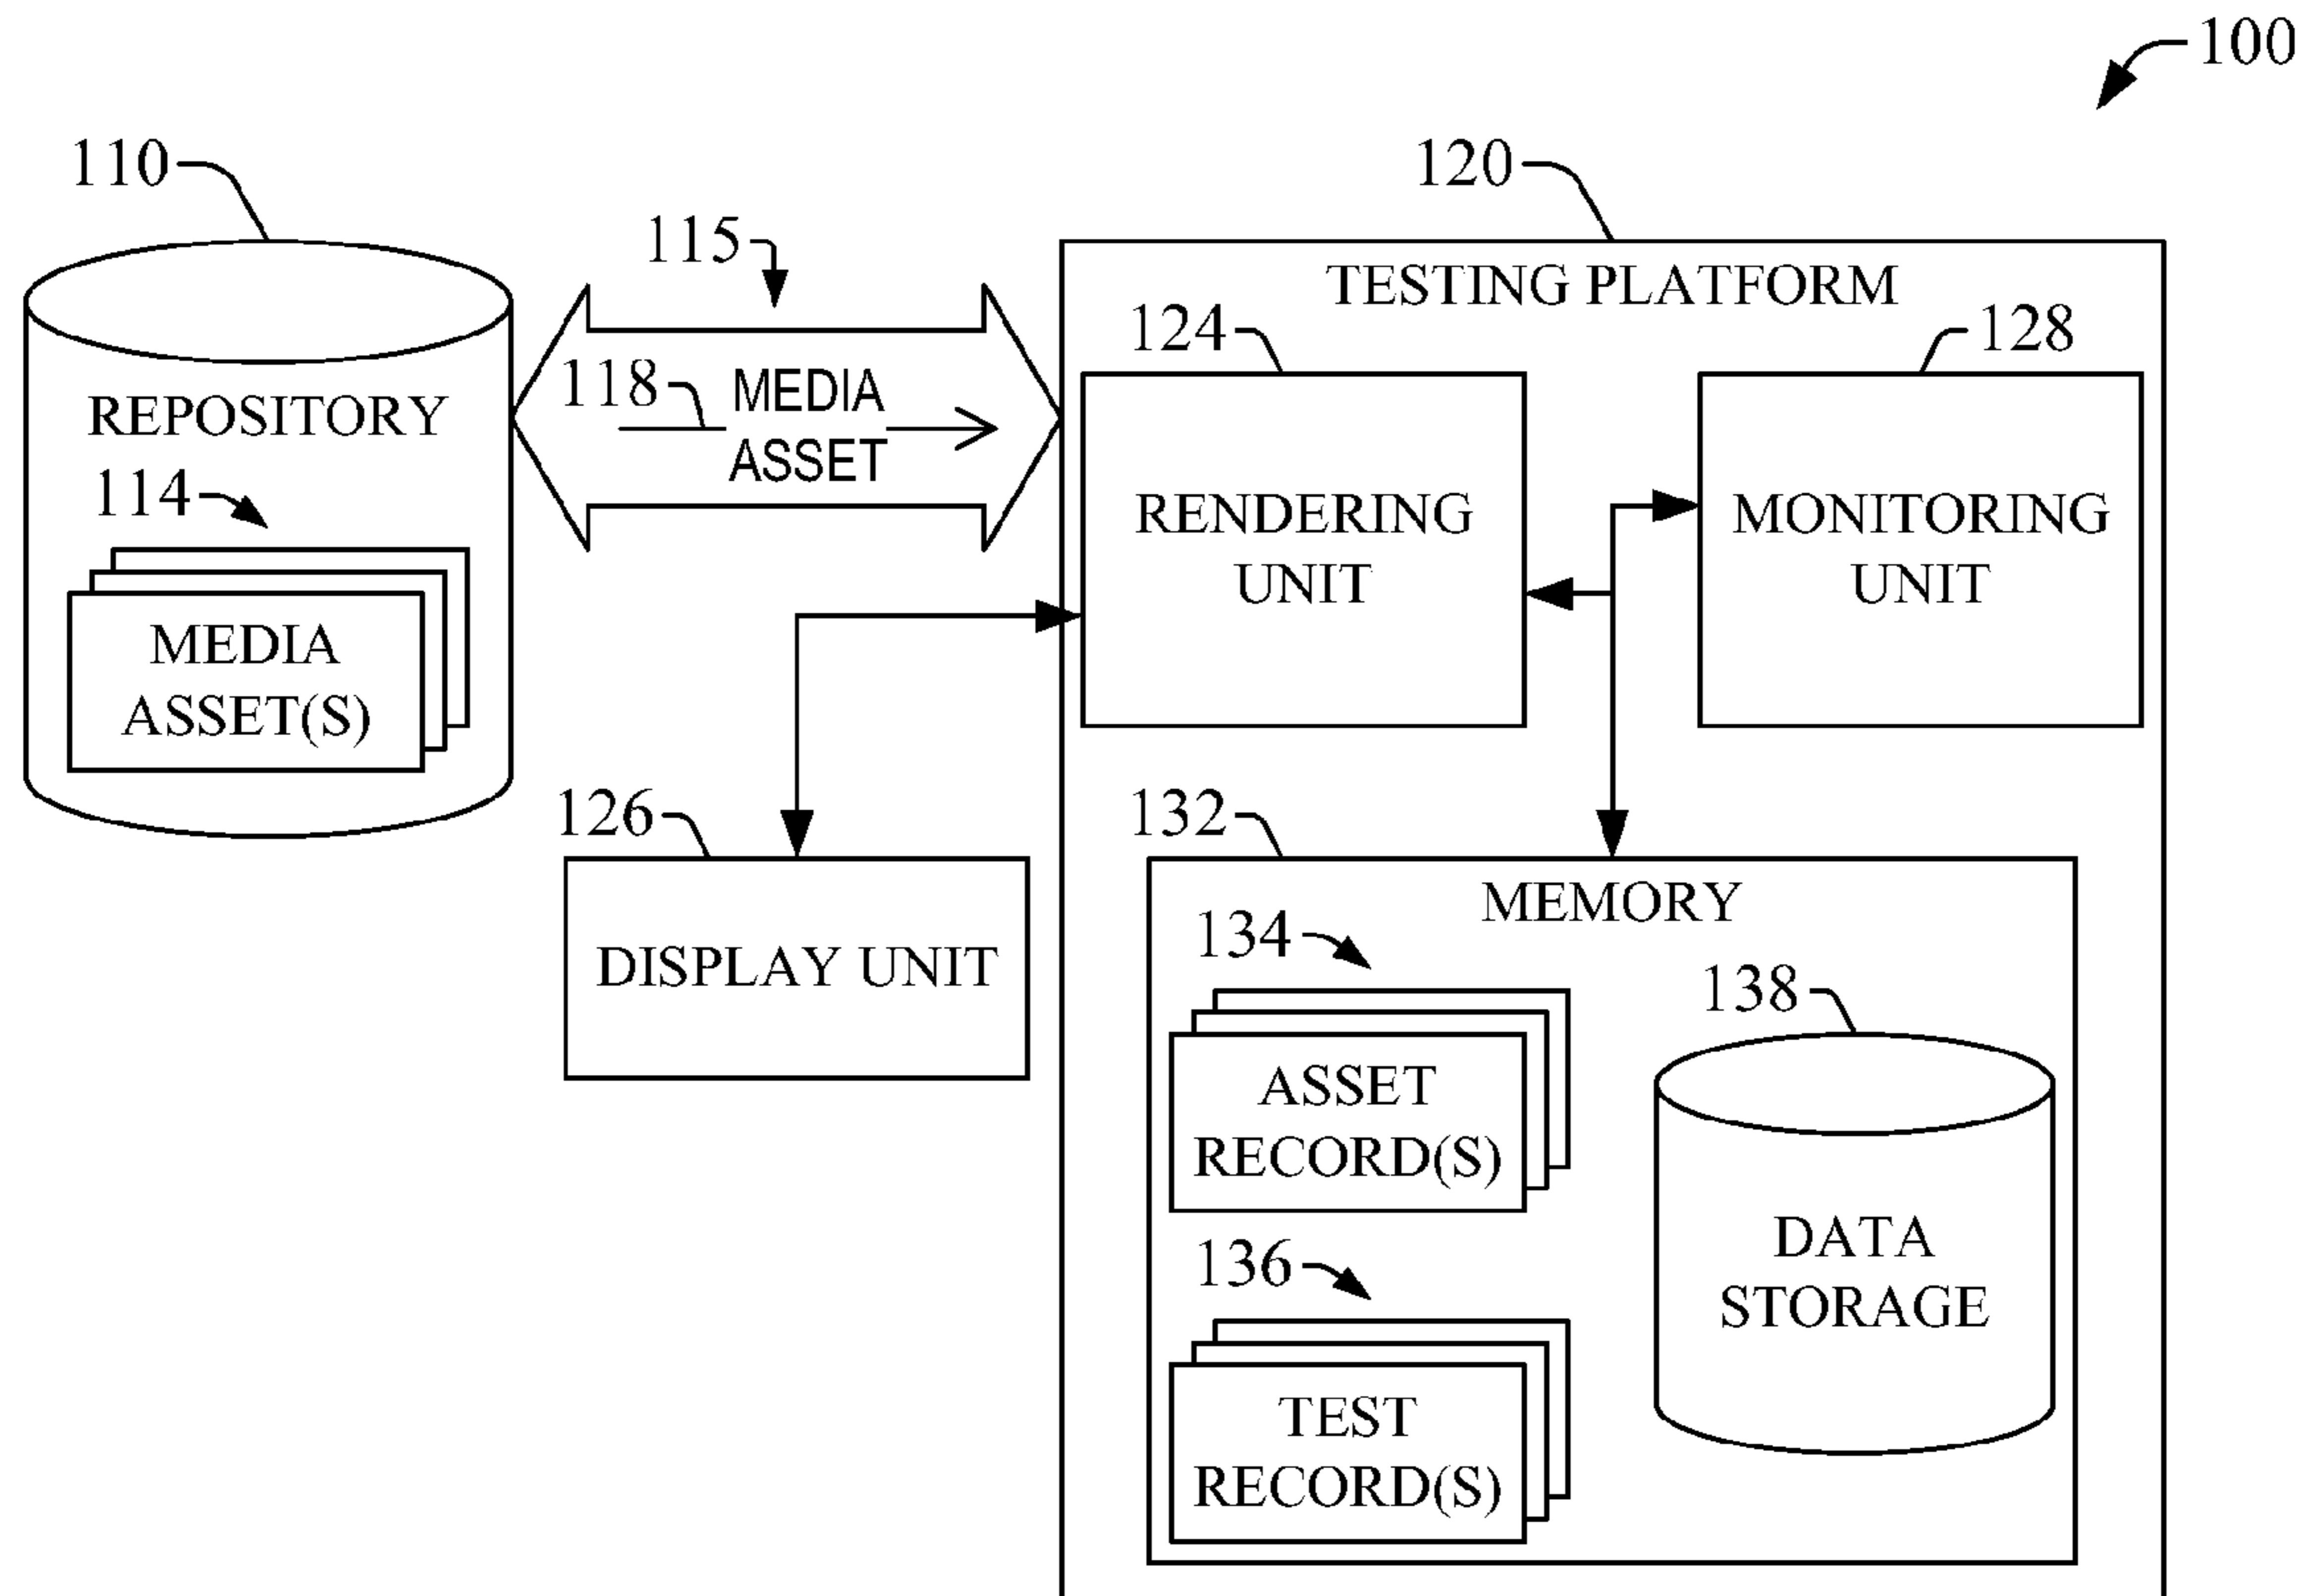 100
110
120
115
TESTING PLATFORM
124
128
118
MEDIA
ASSET
REPOSITORY
114
RENDERING
UNIT
MONITORING
UNIT
MEDIA
ASSET(S)
126
132
DISPLAY UNIT
MEMORY
134
138
ASSET
RECORD(S)
136
DATA
STORAGE
TEST
RECORD(S)